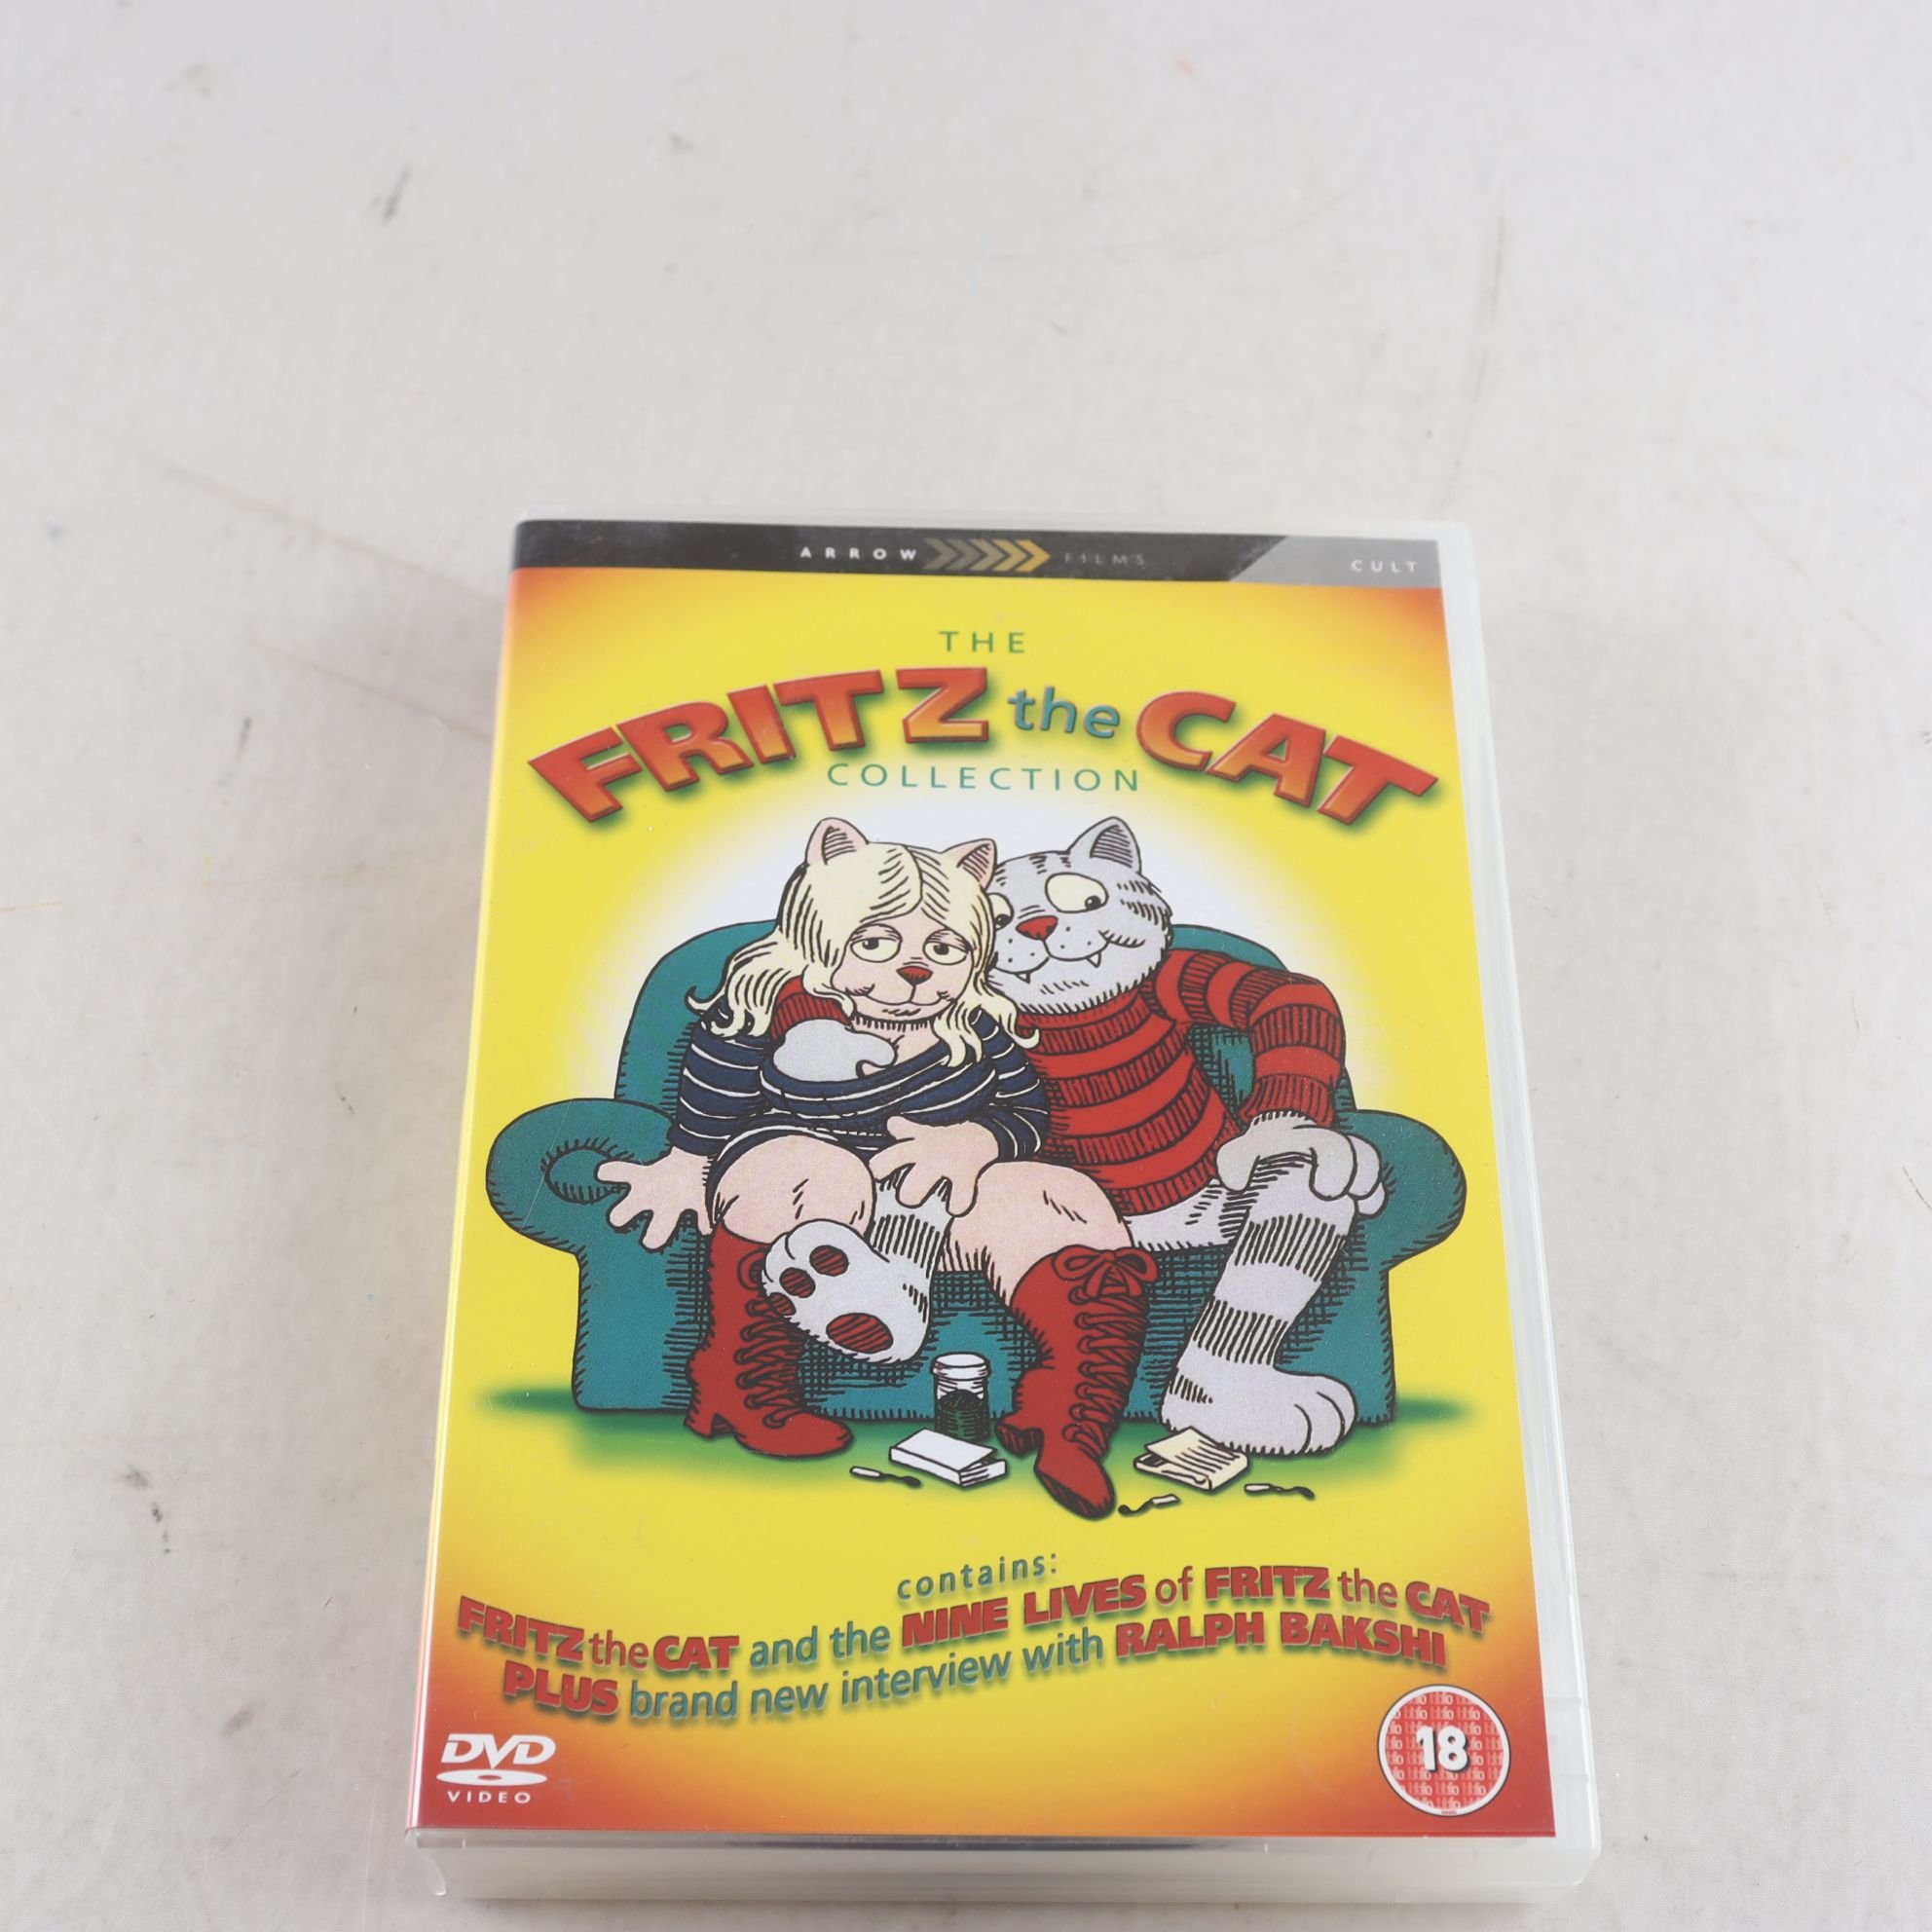 ARROW FILMS CULT
THE
FRITZ the CAT
COLLECTION
contains:
FRITZ the CAT and the NINE LIVES of FRITZ the CAT
PLUS brand new interview with RALPH BAKSHI
DVD
VIDEO
18